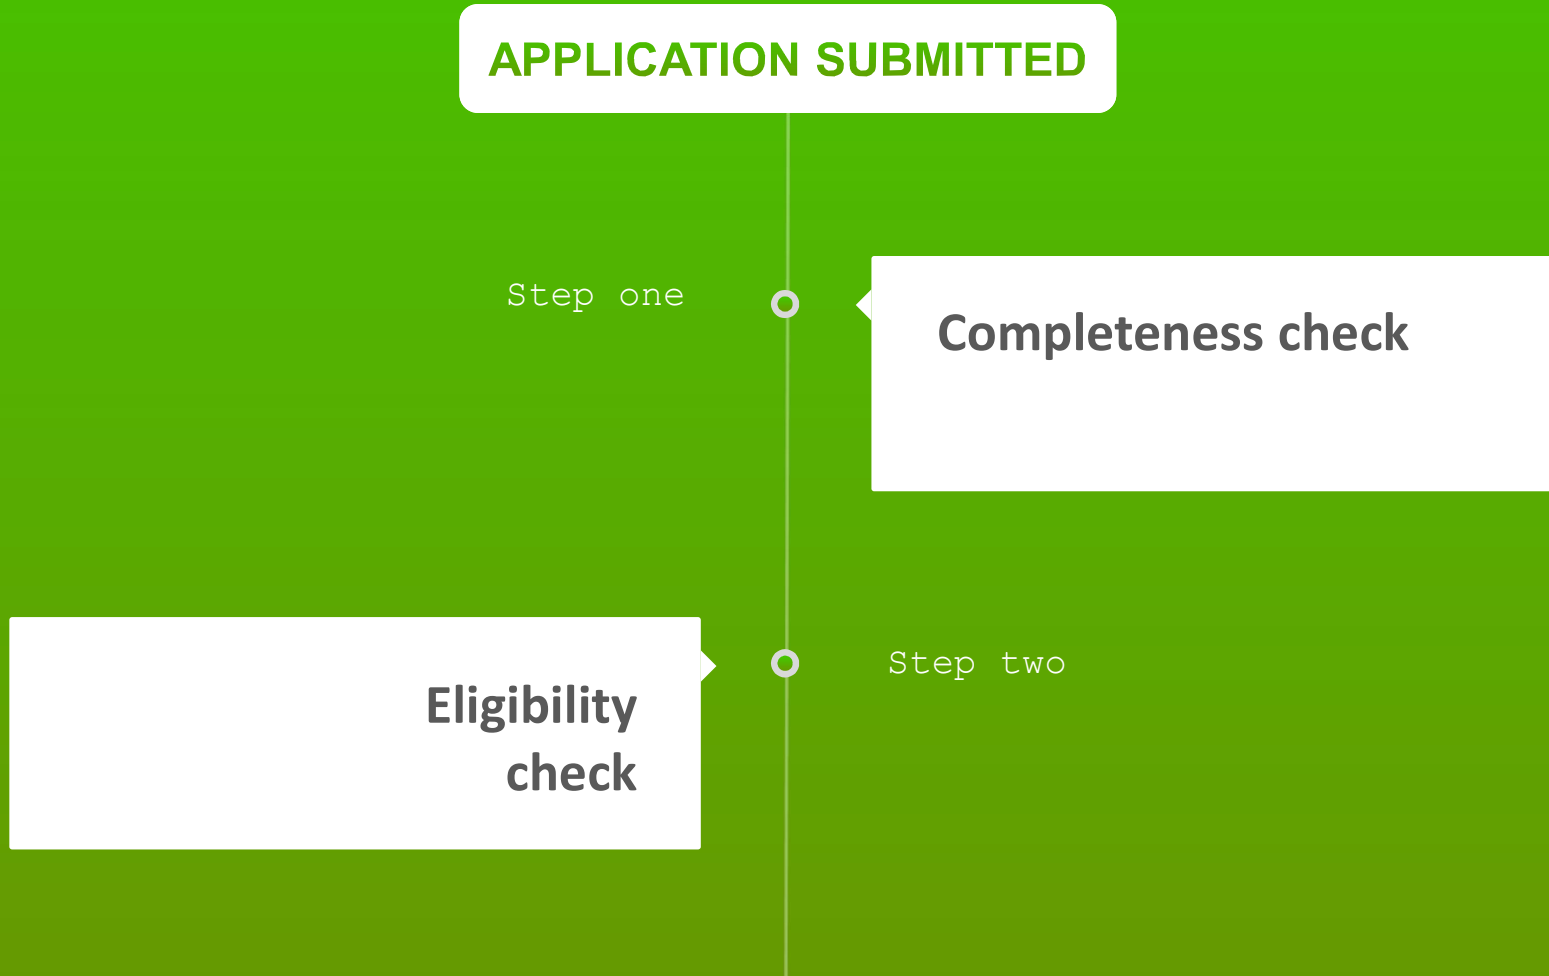 APPLICATION SUBMITTED
Step one
Completeness check
Step two
Eligibility
check